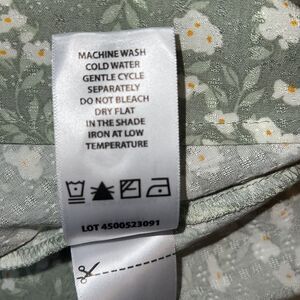 MACHINE WASH
COLD WATER
GENTLE CYCLE
SEPARATELY
DO NOT BLEACH
DRY FLAT
IN THE SHADE
IRON AT LOW
TEMPERATURE
LOT 4500523091